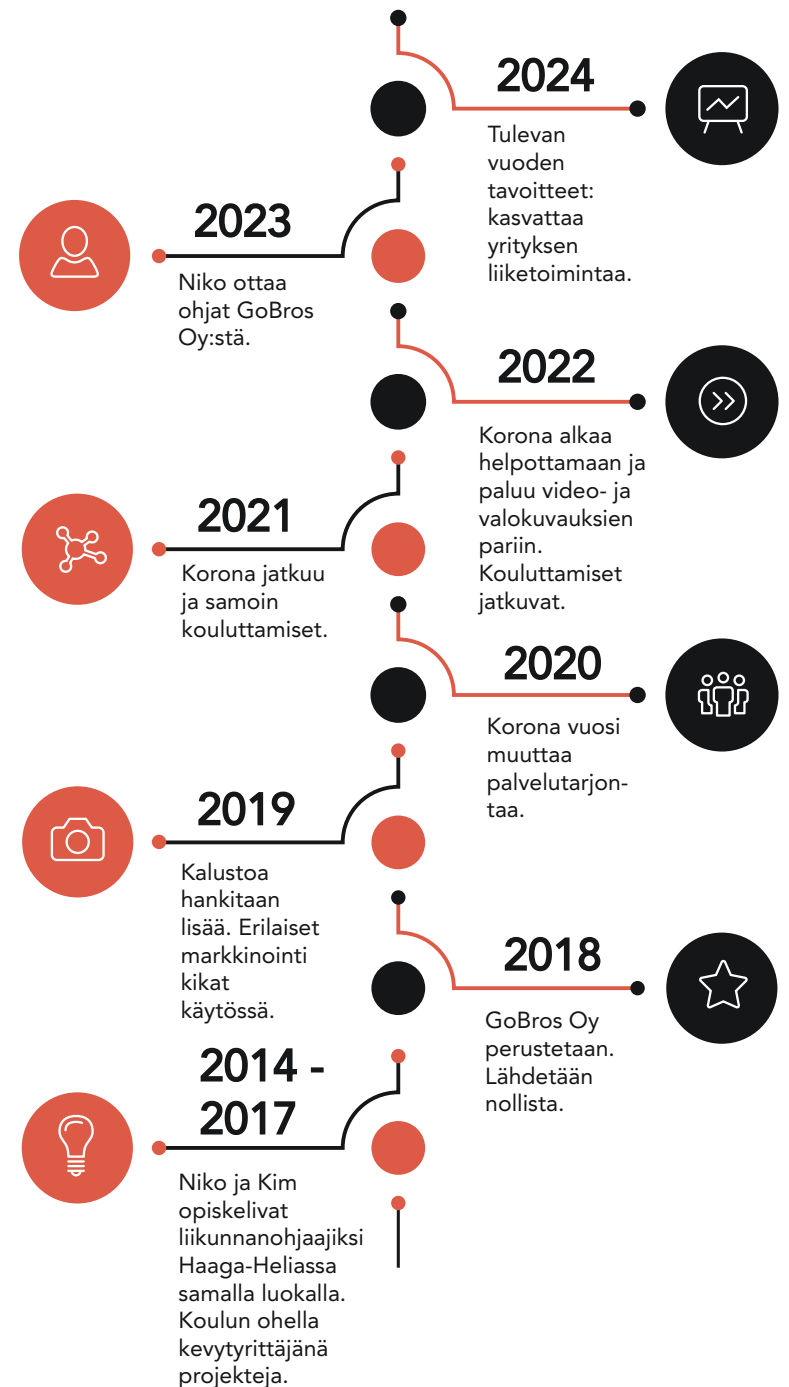 2024
Tulevan
vuoden
tavoitteet:
kasvattaa
yrityksen
liiketoimintaa.
2023
Niko ottaa
ohjat GoBros
Oy:stä.
2022
Korona alkaa
helpottamaan ja
paluu video- ja
valokuvauksien
pariin.
Kouluttamiset
jatkuvat.
2021
Korona jatkuu
ja samoin
kouluttamiset.
2020
Korona vuosi
muuttaa
palvelutarjon-
taa.
2019
Kalustoa
hankitaan
lisää. Erilaiset
markkinointi
kikat
käytössä.
2018
GoBros Oy
perustetaan.
Lähdetään
nollista.
2014 -
2017
Niko ja Kim
opiskelivat
liikunnanohjaajiksi
Haaga-Heliassa
samalla luokalla.
Koulun ohella
kevytyrittäjänä
projekteja.